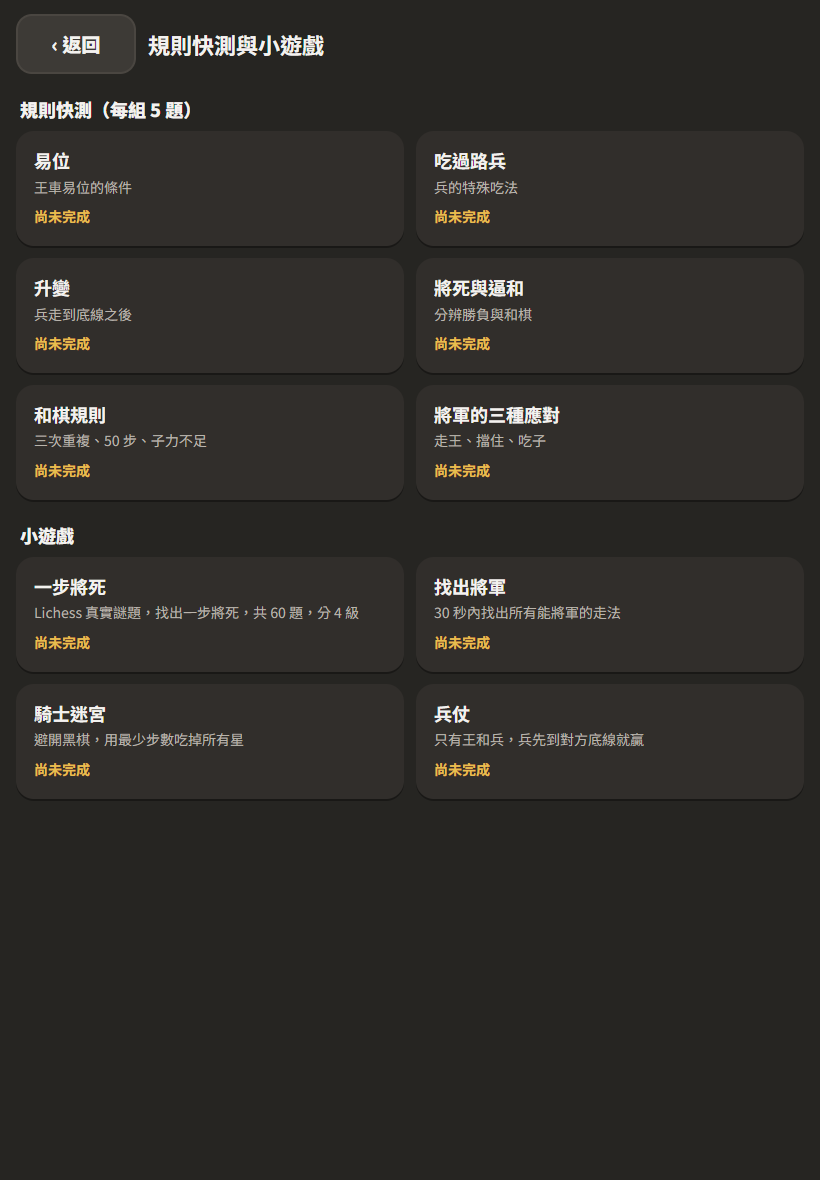 ‹ 返回
規則快測與小遊戲
規則快測（每組 5 題）
易位
王車易位的條件
尚未完成
吃過路兵
兵的特殊吃法
尚未完成
升變
兵走到底線之後
尚未完成
將死與逼和
分辨勝負與和棋
尚未完成
和棋規則
三次重複、50 步、子力不足
尚未完成
將軍的三種應對
走王、擋住、吃子
尚未完成
小遊戲
一步將死
Lichess 真實謎題，找出一步將死，共 60 題，分 4 級
尚未完成
找出將軍
30 秒內找出所有能將軍的走法
尚未完成
騎士迷宮
避開黑棋，用最少步數吃掉所有星
尚未完成
兵仗
只有王和兵，兵先到對方底線就贏
尚未完成